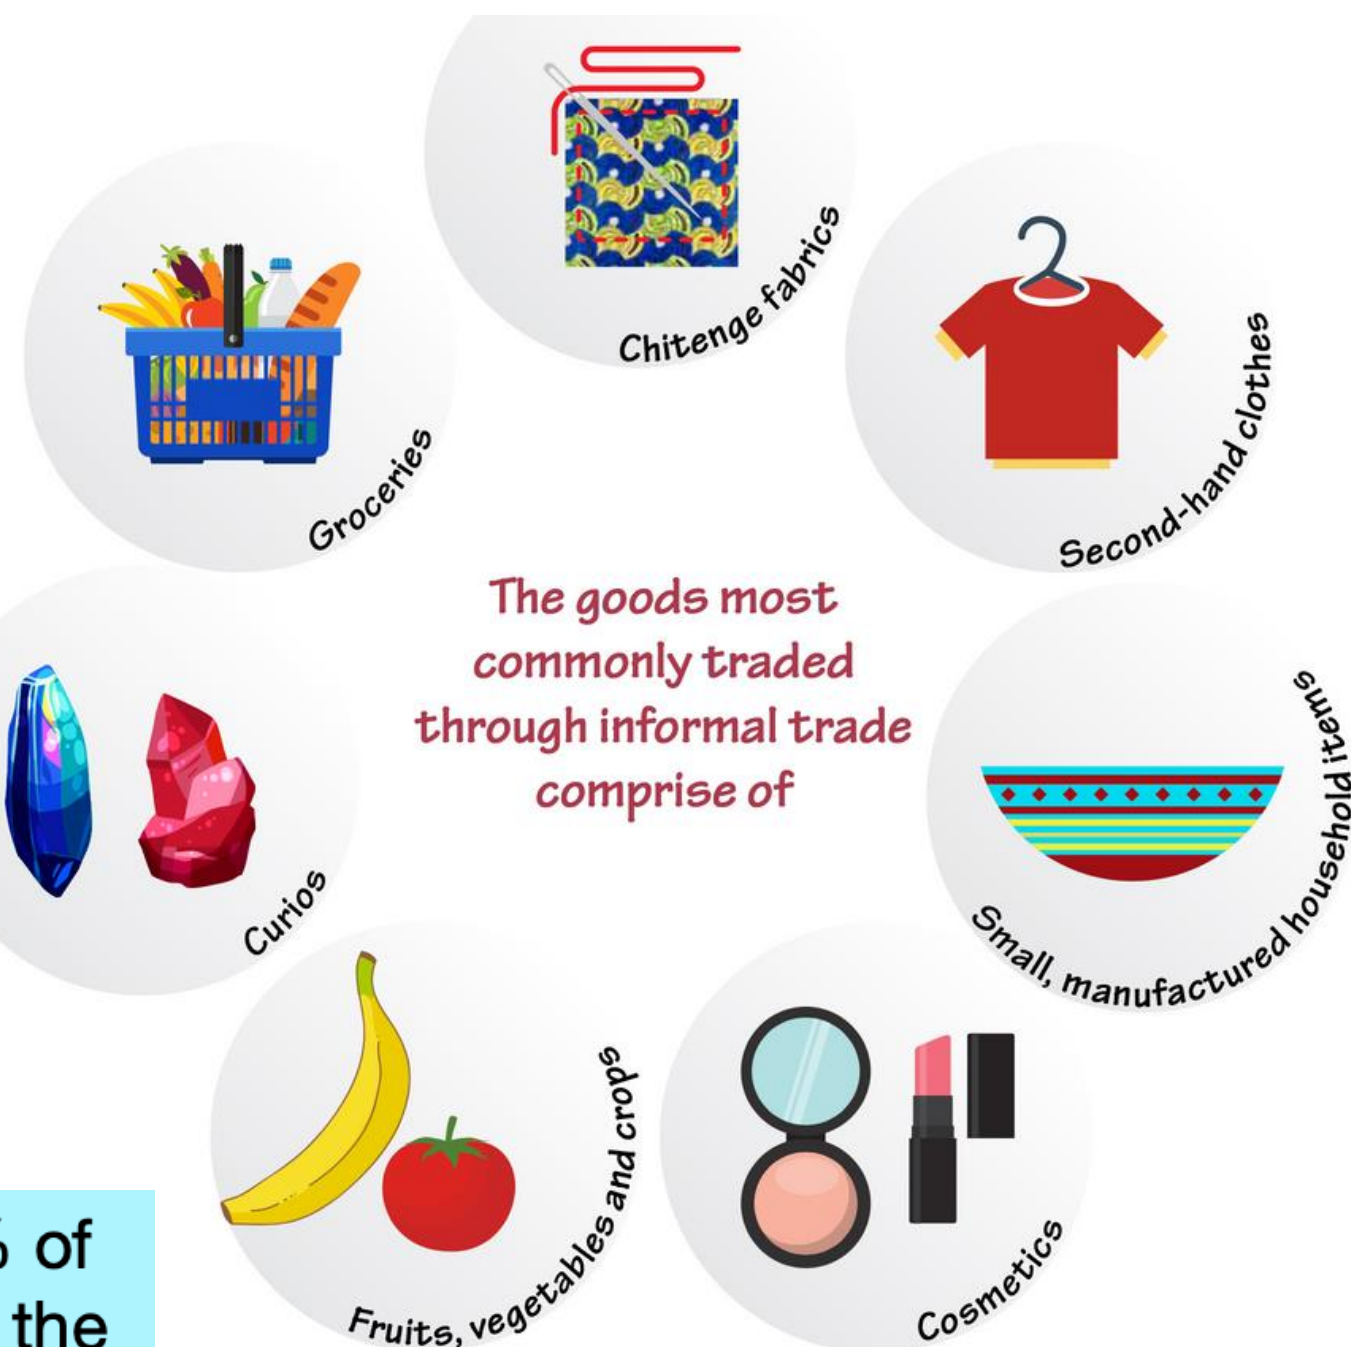 Chitenge fabrics
Groceries
Second-hand clothes
The goods most
commonly traded
through informal trade
comprise of
Curios
Small, manufactured household items
Fruits, vegetables and crops
Cosmetics
% of
the